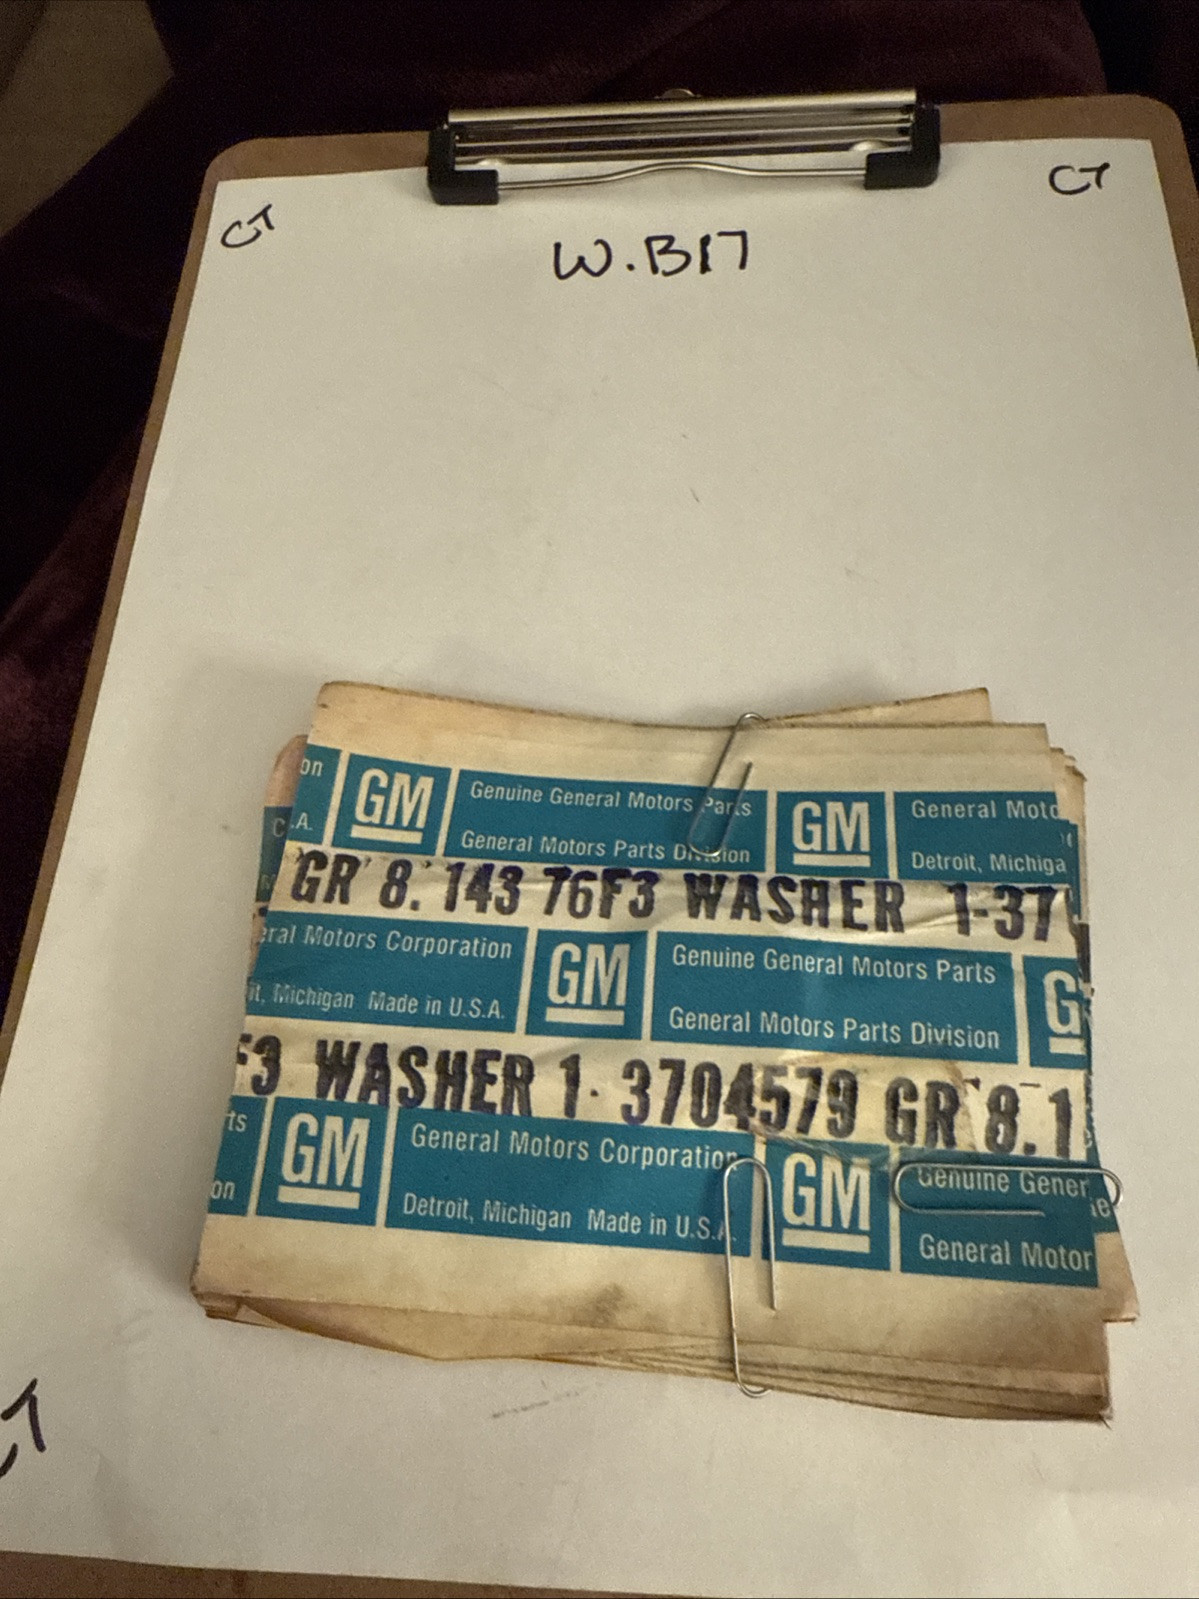 CT
CT
W.B17
on
.A.
GM
Genuine General Motors Parts
General Motors Parts Division
GM
General Moto
Detroit, Michiga
GR 8. 143 76F3 WASHER 1-37
eral Motors Corporation
it, Michigan Made in U.S.A.
GM
Genuine General Motors Parts
General Motors Parts Division
G
F3 WASHER 1- 3704579 GR 8.1
ts
on
GM
General Motors Corporation
Detroit, Michigan Made in U.S.A.
GM
Genuine Gener
General Motor
CT